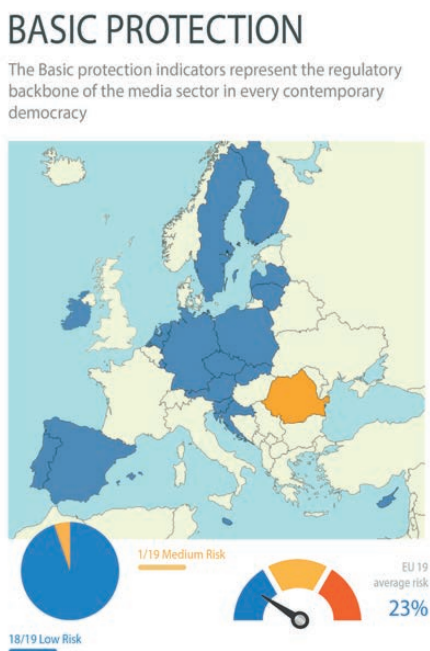 BASIC PROTECTION
The Basic protection indicators represent the regulatory
backbone of the media sector in every contemporary
democracy
1/19 Medium Risk
EU 19
average risk
23%
18/19 Low Risk